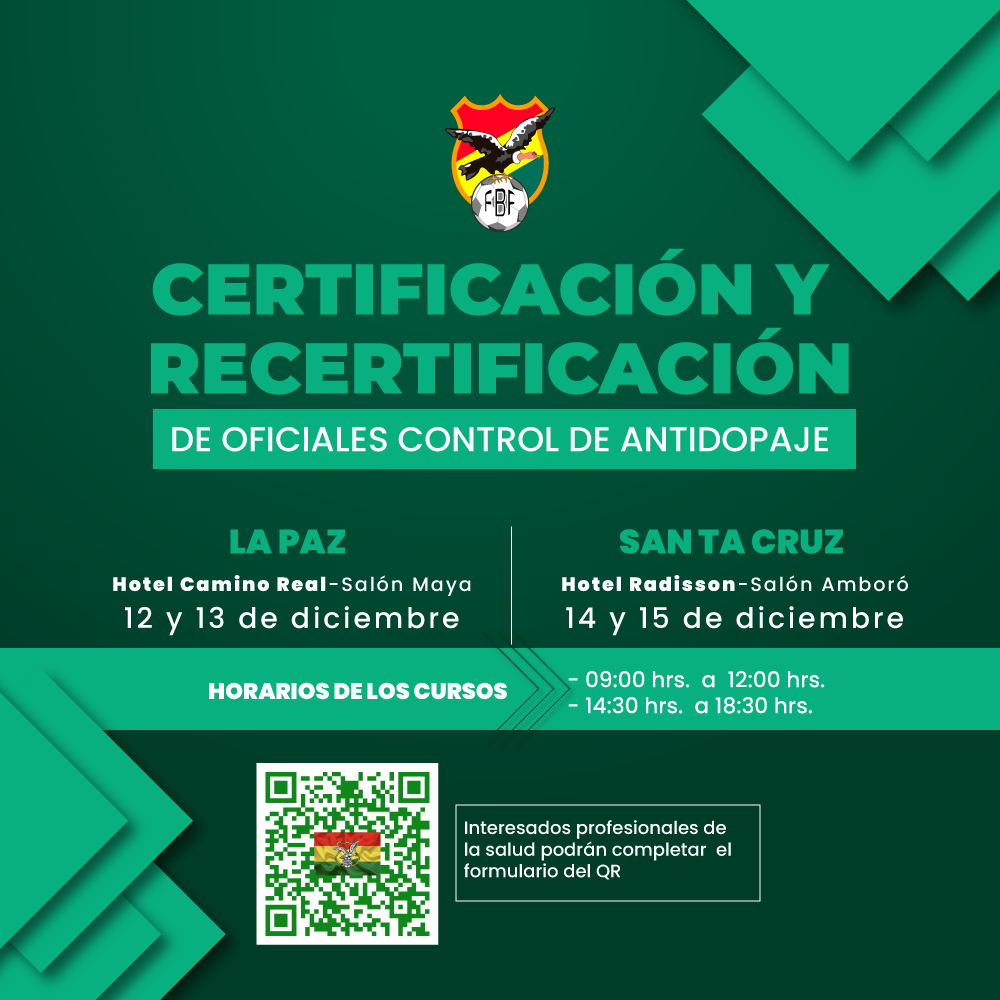 FBF
CERTIFICACIÓN Y
RECERTIFICACIÓN
DE OFICIALES CONTROL DE ANTIDOPAJE
LA PAZ
Hotel Camino Real-Salón Maya
12 y 13 de diciembre
SANTA CRUZ
Hotel Radisson-Salón Amboró
14 y 15 de diciembre
HORARIOS DE LOS CURSOS
- 09:00 hrs. a 12:00 hrs.
- 14:30 hrs. a 18:30 hrs.
Interesados profesionales de
la salud podrán completar el
formulario del QR